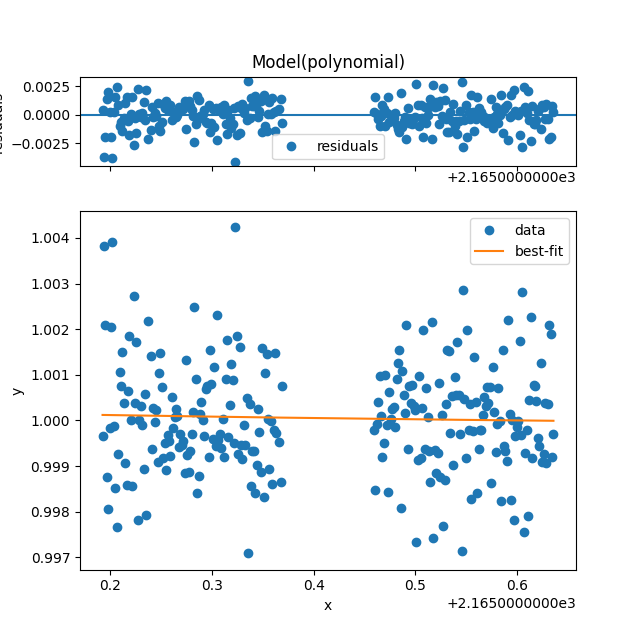 Model(polynomial)
0.0025
0.0000
−0.0025
residuals
residuals
+2.1650000000e3
1.004
1.003
1.002
1.001
1.000
0.999
0.998
0.997
y
data
best-fit
0.2 0.3 0.4 0.5 0.6
x
+2.1650000000e3